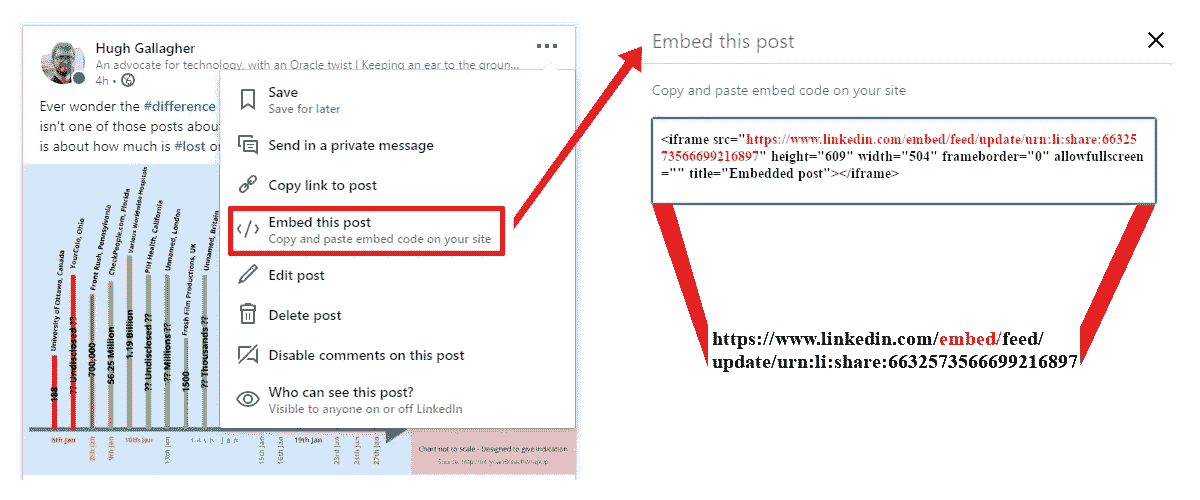 Hugh Gallagher
An advocate for technology, with an Oracle twist | Keeping an ear to the groun...
4h •
Ever wonder the #difference
isn't one of those posts abou
is about how much is #lost o
Save
Save for later
Send in a private message
Copy link to post
Embed this post
Copy and paste embed code on your site
Edit post
Delete post
Disable comments on this post
Who can see this post?
Visible to anyone on or off LinkedIn
University of Ottawa, Canada
YourCoin, Ohio
Front Rush, Pennsylvania
CheckPeople.com, Florida
Various Worldwide Hospitals
PIH Health, California
Unnamed, London
Fresh Film Productions, UK
Unnamed, Britain
188
?? Undisclosed ??
700,000
56.25 Million
1.19 Billion
?? Undisclosed ??
?? Millions ??
1500
?? Thousands ??
8th Jan
9th Jan
10th Jan
14th Jan
15th Jan
16th Jan
19th Jan
23rd Jan
24th Jan
27th Jan
Chart not to scale - Designed to give indication
Embed this post
Copy and paste embed code on your site
<iframe src="https://www.linkedin.com/embed/feed/update/urn:li:share:66325
73566699216897" height="609" width="504" frameborder="0" allowfullscreen
="" title="Embedded post"></iframe>
https://www.linkedin.com/embed/feed/
update/urn:li:share:6632573566699216897